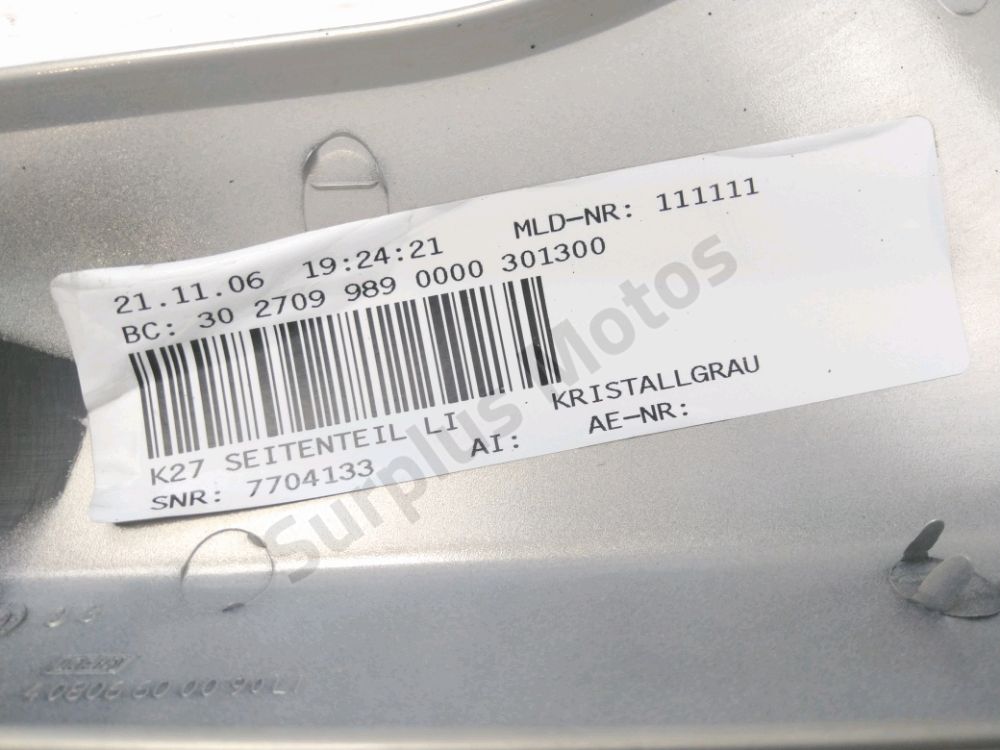 21.11.06 19:24:21 MLD-NR: 111111
BC: 30 2709 989 0000 301300
K27 SEITENTEIL LI KRISTALLGRAU
SNR: 7704133 AI: AE-NR:
Surplus Motos